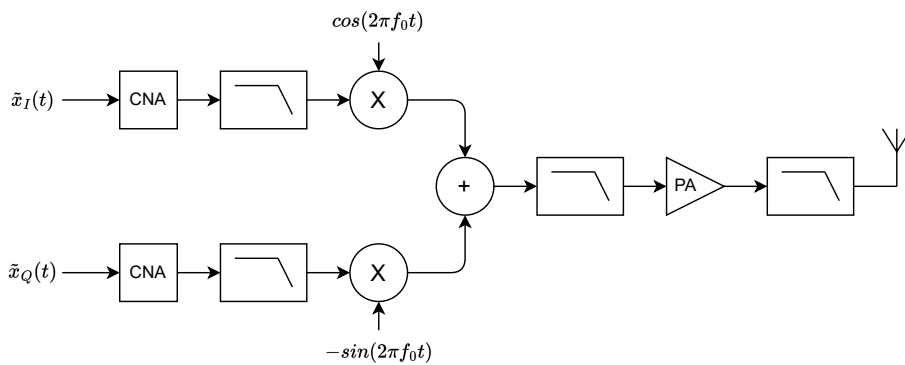 cos(2πf₀t)
x̃_I(t) CNA X
+ PA
x̃_Q(t) CNA X
−sin(2πf₀t)